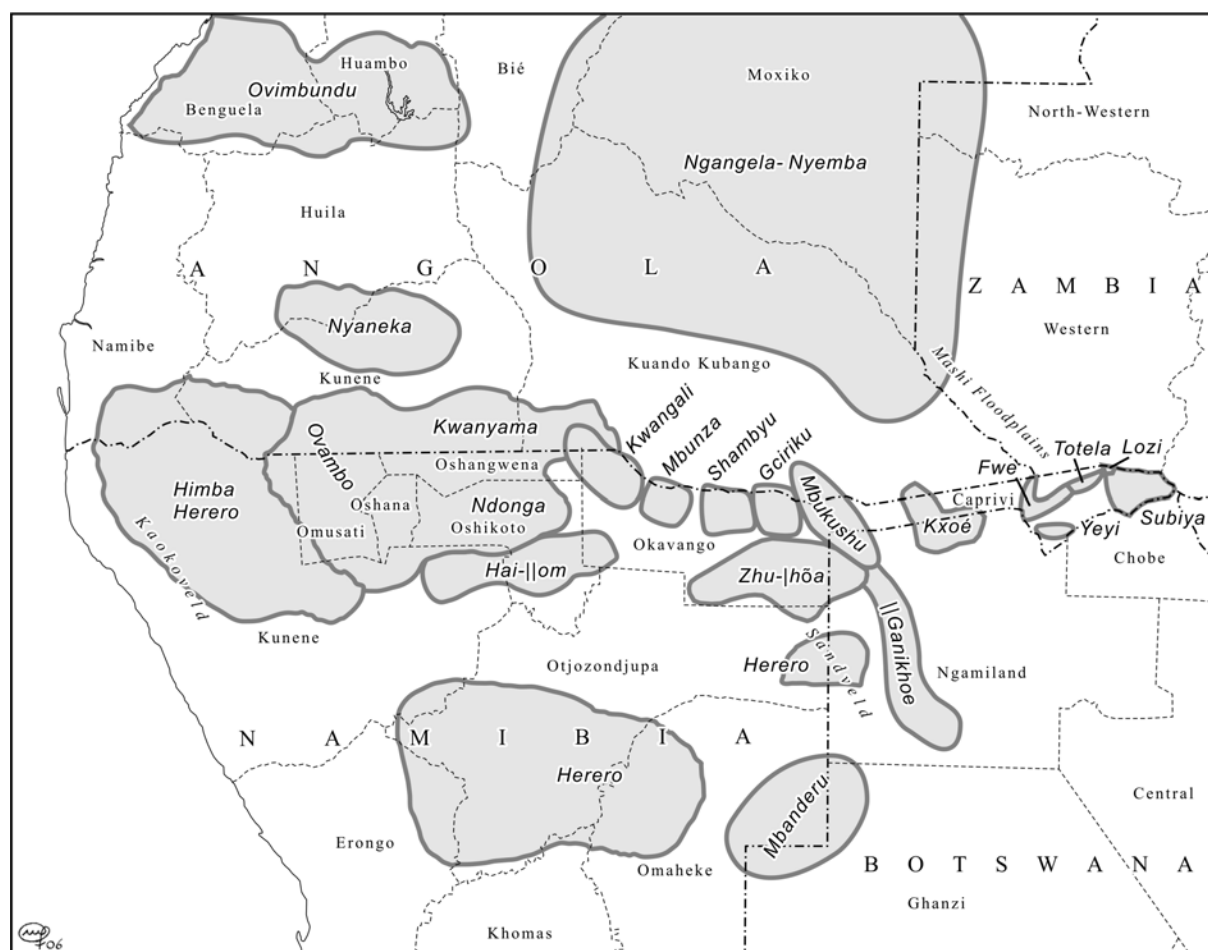 Huambo
Bié
Moxiko
Ovimbundu
Benguela
North-Western
Ngangela- Nyemba
Huila
A N G O L A
Z A M B I A
Nyaneka
Western
Namibe
Kuando Kubango
Kunene
Mashi Floodplains
Kwanyama
Kwangali
Mbunza
Shambyu
Gciriku
Totela
Lozi
Ovambo
Oshangwena
Fwe
Himba
Herero
Oshana
Ndonga
Mbukushu
Caprivi
Kxoé
Omusati
Oshikoto
Yeyi
Subiya
Okavango
Chobe
Kaokoveld
Hai-||om
Zhu-|hõa
||Ganikhoe
Kunene
Otjozondjupa
Herero
Sandveld
Ngamiland
N A M I B I A
Herero
Mbanderu
Central
Erongo
Omaheke
B O T S W A N A
Ghanzi
Khomas
06